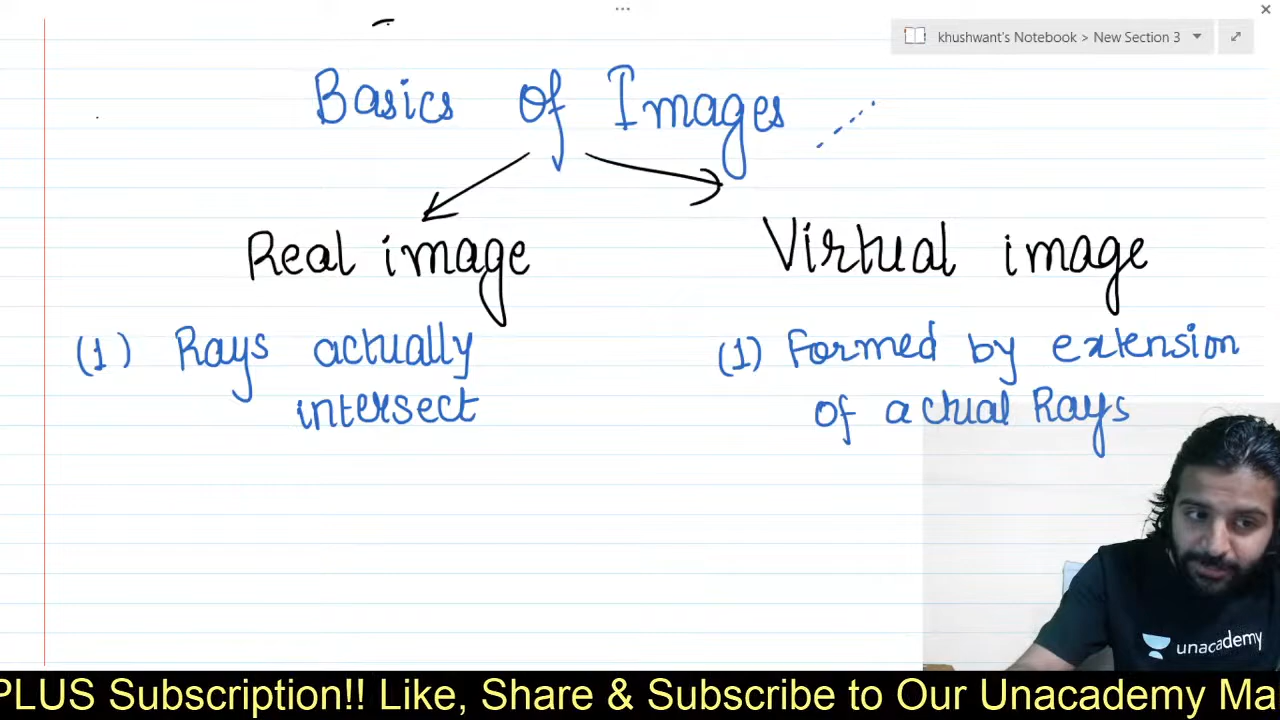 khushwant's Notebook > New Section 3
Basics of Images
Real image
Virtual image
(1) Rays actually
intersect
(1) Formed by extension
of actual Rays
unacademy
PLUS Subscription!! Like, Share & Subscribe to Our Unacademy Ma